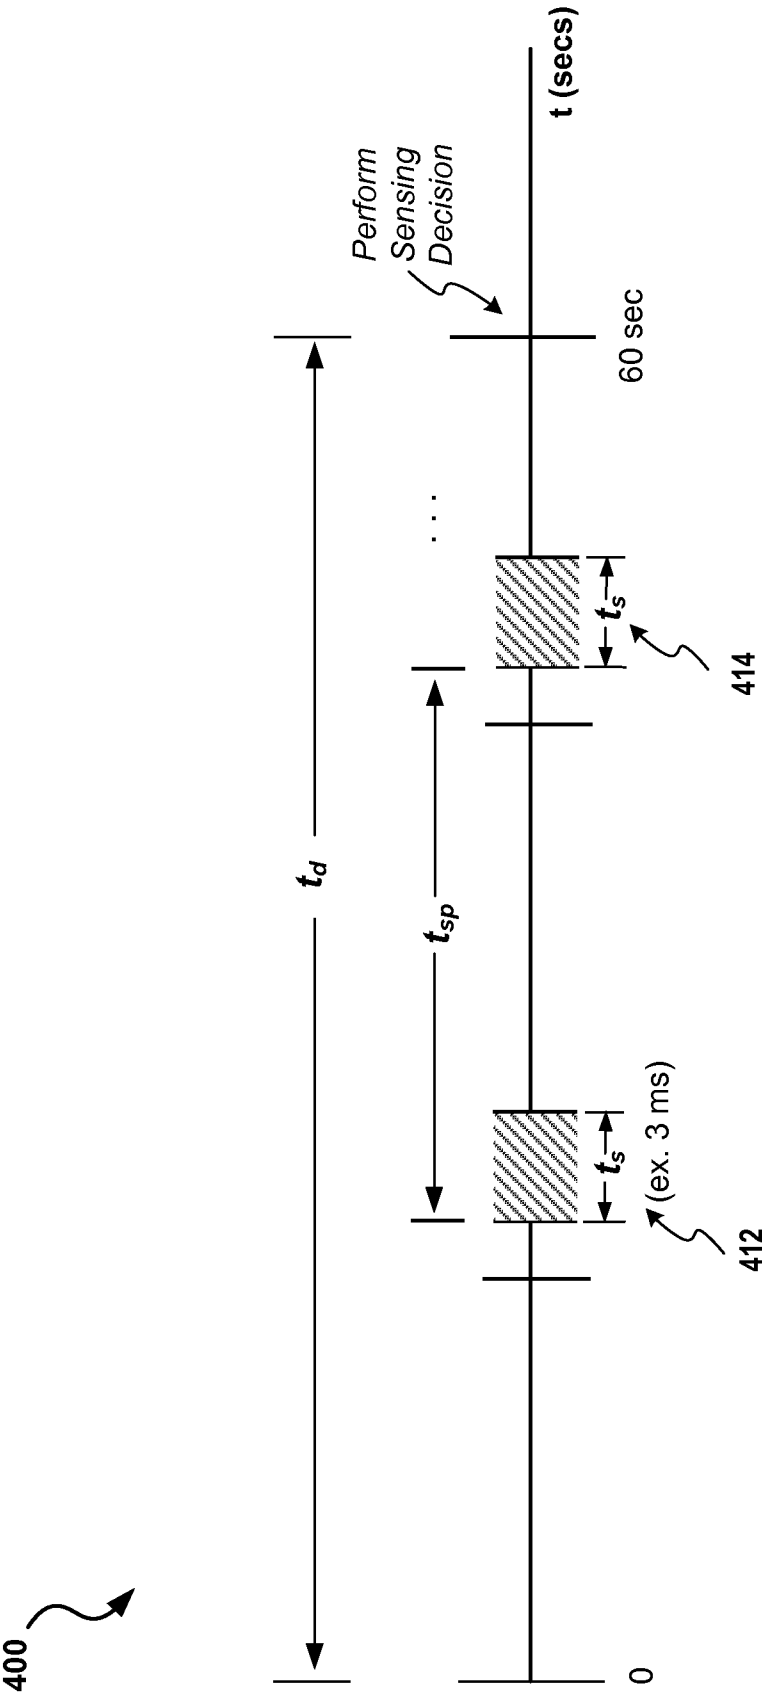 400
t_d
t_sp
. . .
Perform
Sensing
Decision
t_s
t_s
(ex. 3 ms)
412
414
0
60 sec
t (secs)